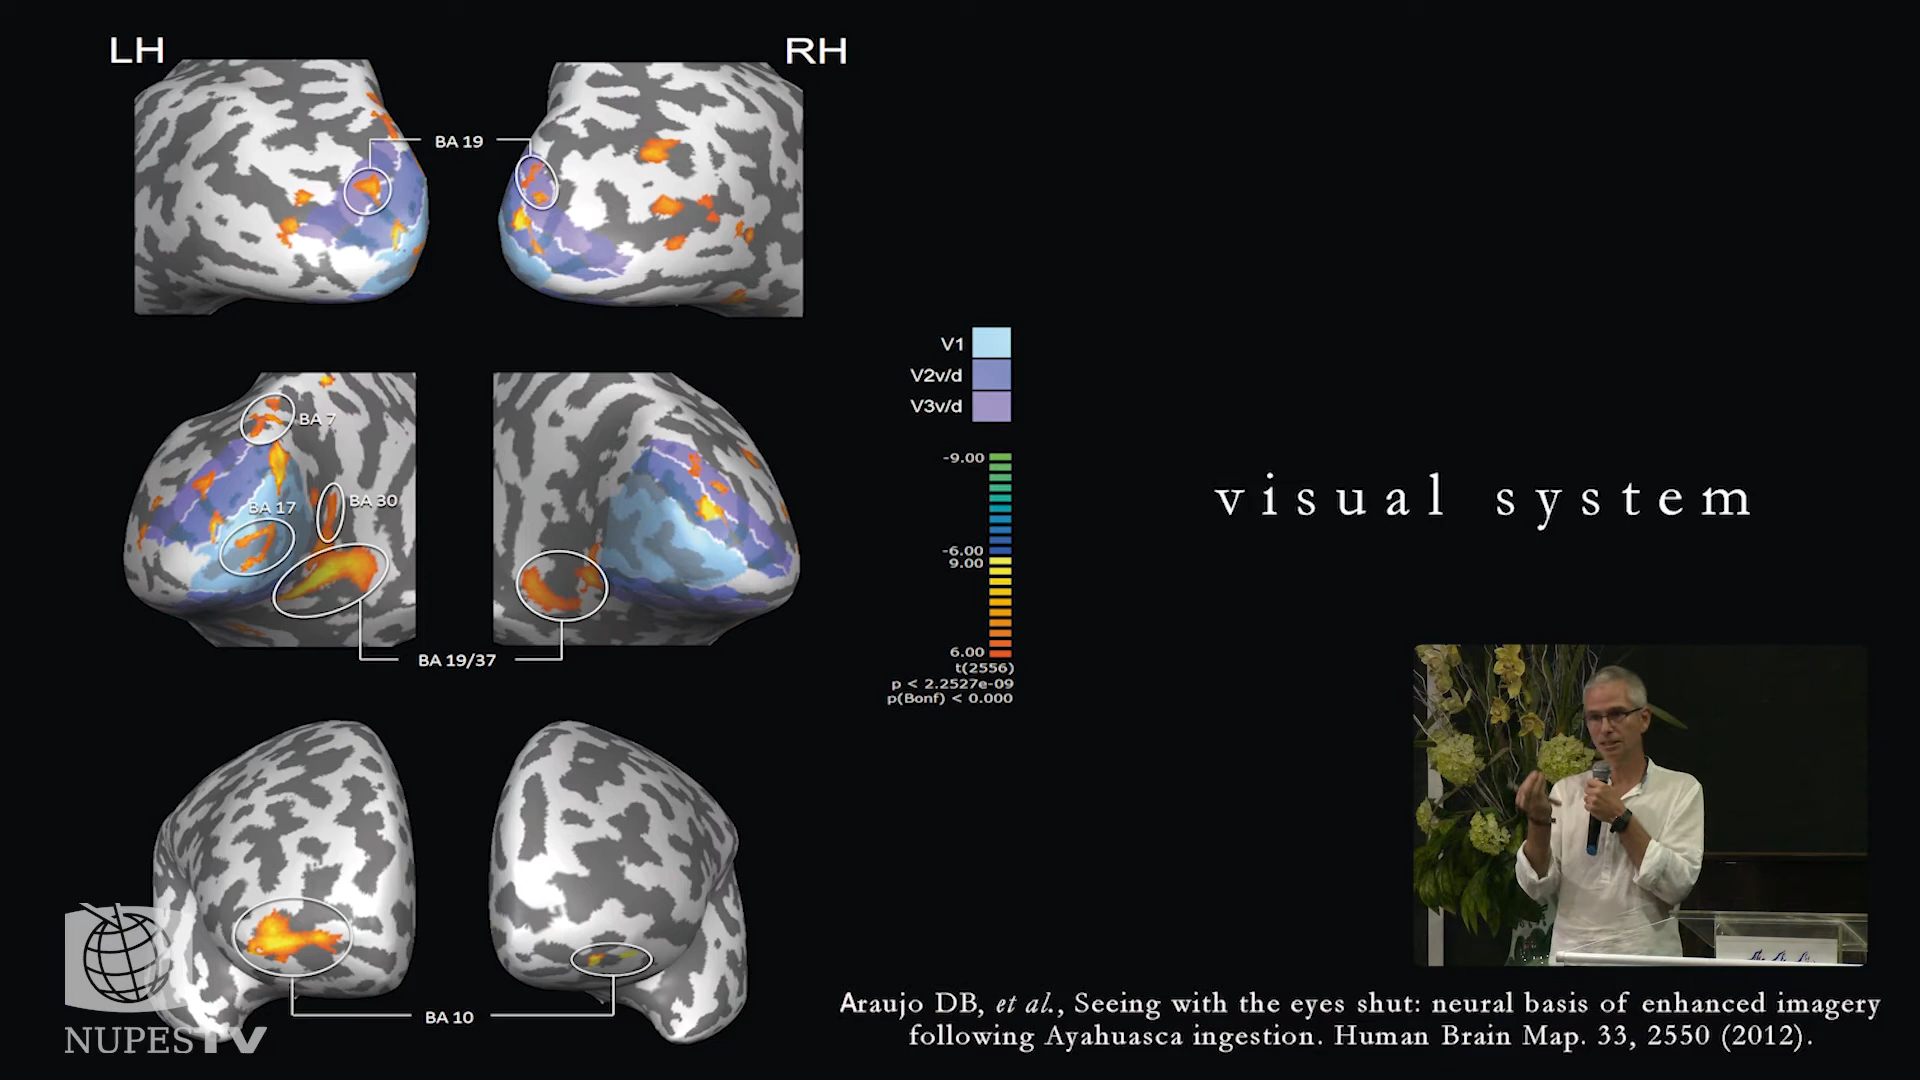 LH
RH
BA 19
V1
V2v/d
V3v/d
BA 7
BA 17
BA 30
BA 19/37
-9.00
-6.00
9.00
6.00
t(2556)
p < 2.2527e-09
p(Bonf) < 0.000
visual system
BA 10
NUPESTV
Araujo DB, et al., Seeing with the eyes shut: neural basis of enhanced imagery
following Ayahuasca ingestion. Human Brain Map. 33, 2550 (2012).